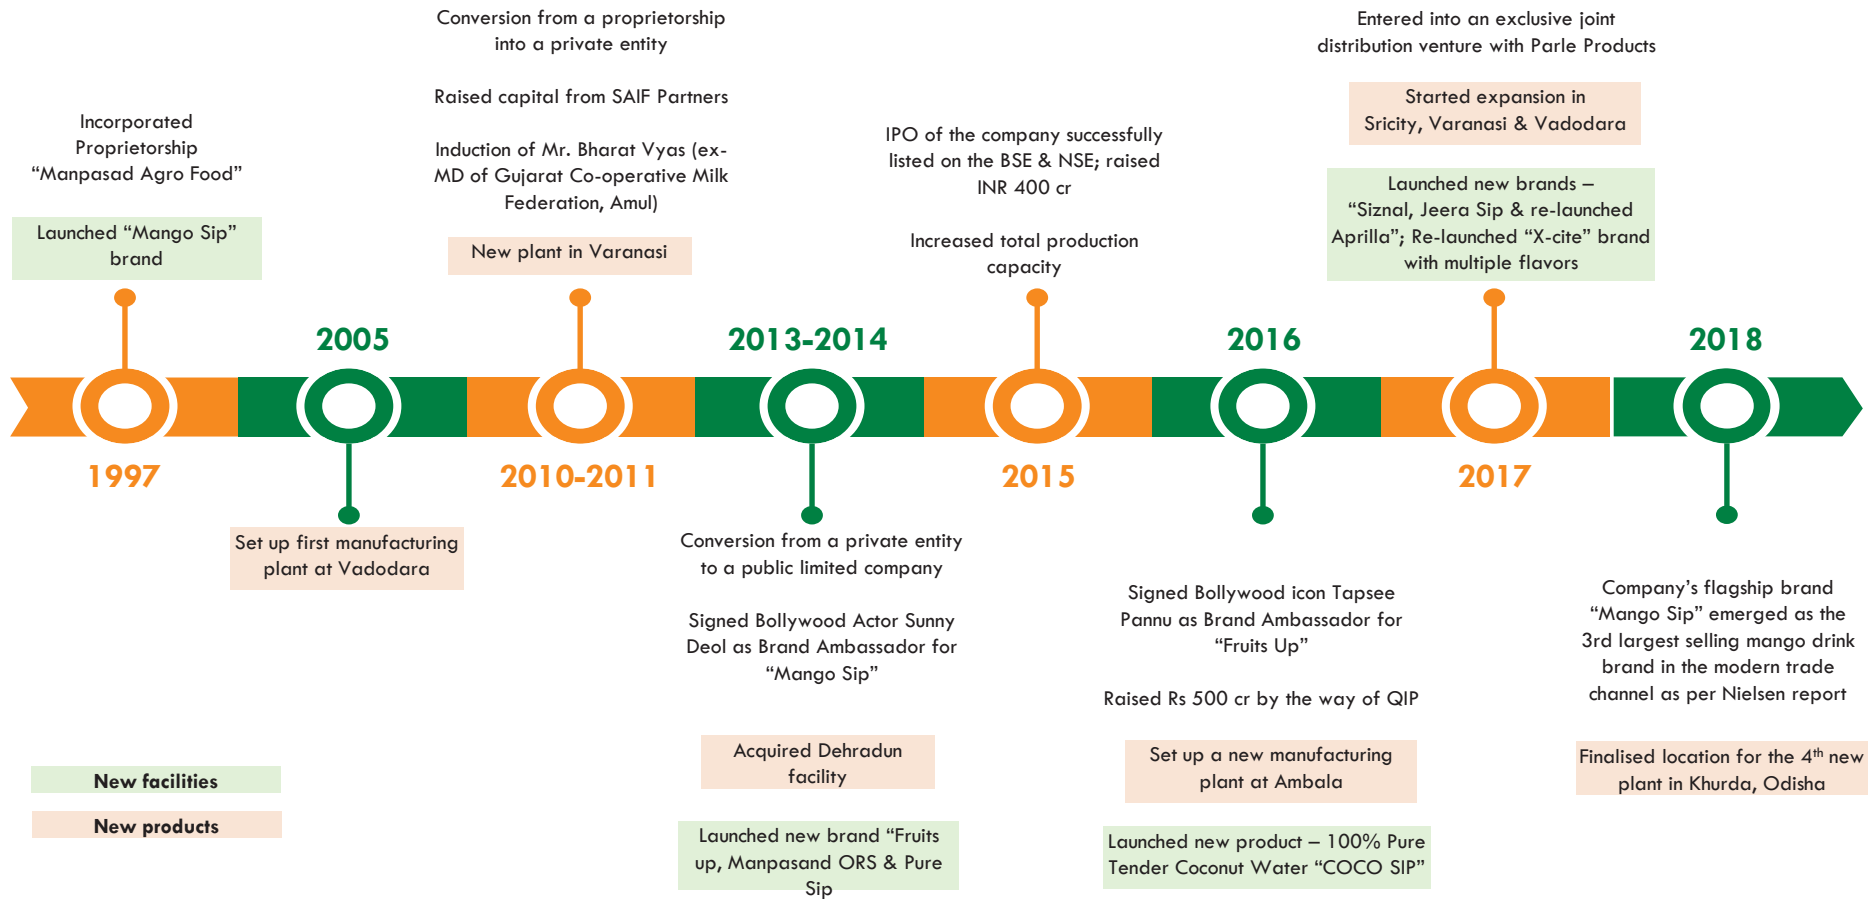 Incorporated
Proprietorship
“Manpasad Agro Food”
Launched “Mango Sip”
brand
1997
2005
Set up first manufacturing
plant at Vadodara
Conversion from a proprietorship
into a private entity
Raised capital from SAIF Partners
Induction of Mr. Bharat Vyas (ex-
MD of Gujarat Co-operative Milk
Federation, Amul)
New plant in Varanasi
2010-2011
2013-2014
Conversion from a private entity
to a public limited company
Signed Bollywood Actor Sunny
Deol as Brand Ambassador for
“Mango Sip”
Acquired Dehradun
facility
Launched new brand “Fruits
up, Manpasand ORS & Pure
Sip
IPO of the company successfully
listed on the BSE & NSE; raised
INR 400 cr
Increased total production
capacity
2015
2016
Signed Bollywood icon Tapsee
Pannu as Brand Ambassador for
“Fruits Up”
Raised Rs 500 cr by the way of QIP
Set up a new manufacturing
plant at Ambala
Launched new product – 100% Pure
Tender Coconut Water “COCO SIP”
Entered into an exclusive joint
distribution venture with Parle Products
Started expansion in
Sricity, Varanasi & Vadodara
Launched new brands –
“Siznal, Jeera Sip & re-launched
Aprilla”; Re-launched “X-cite” brand
with multiple flavors
2017
2018
Company’s flagship brand
“Mango Sip” emerged as the
3rd largest selling mango drink
brand in the modern trade
channel as per Nielsen report
Finalised location for the 4th new
plant in Khurda, Odisha
New facilities
New products